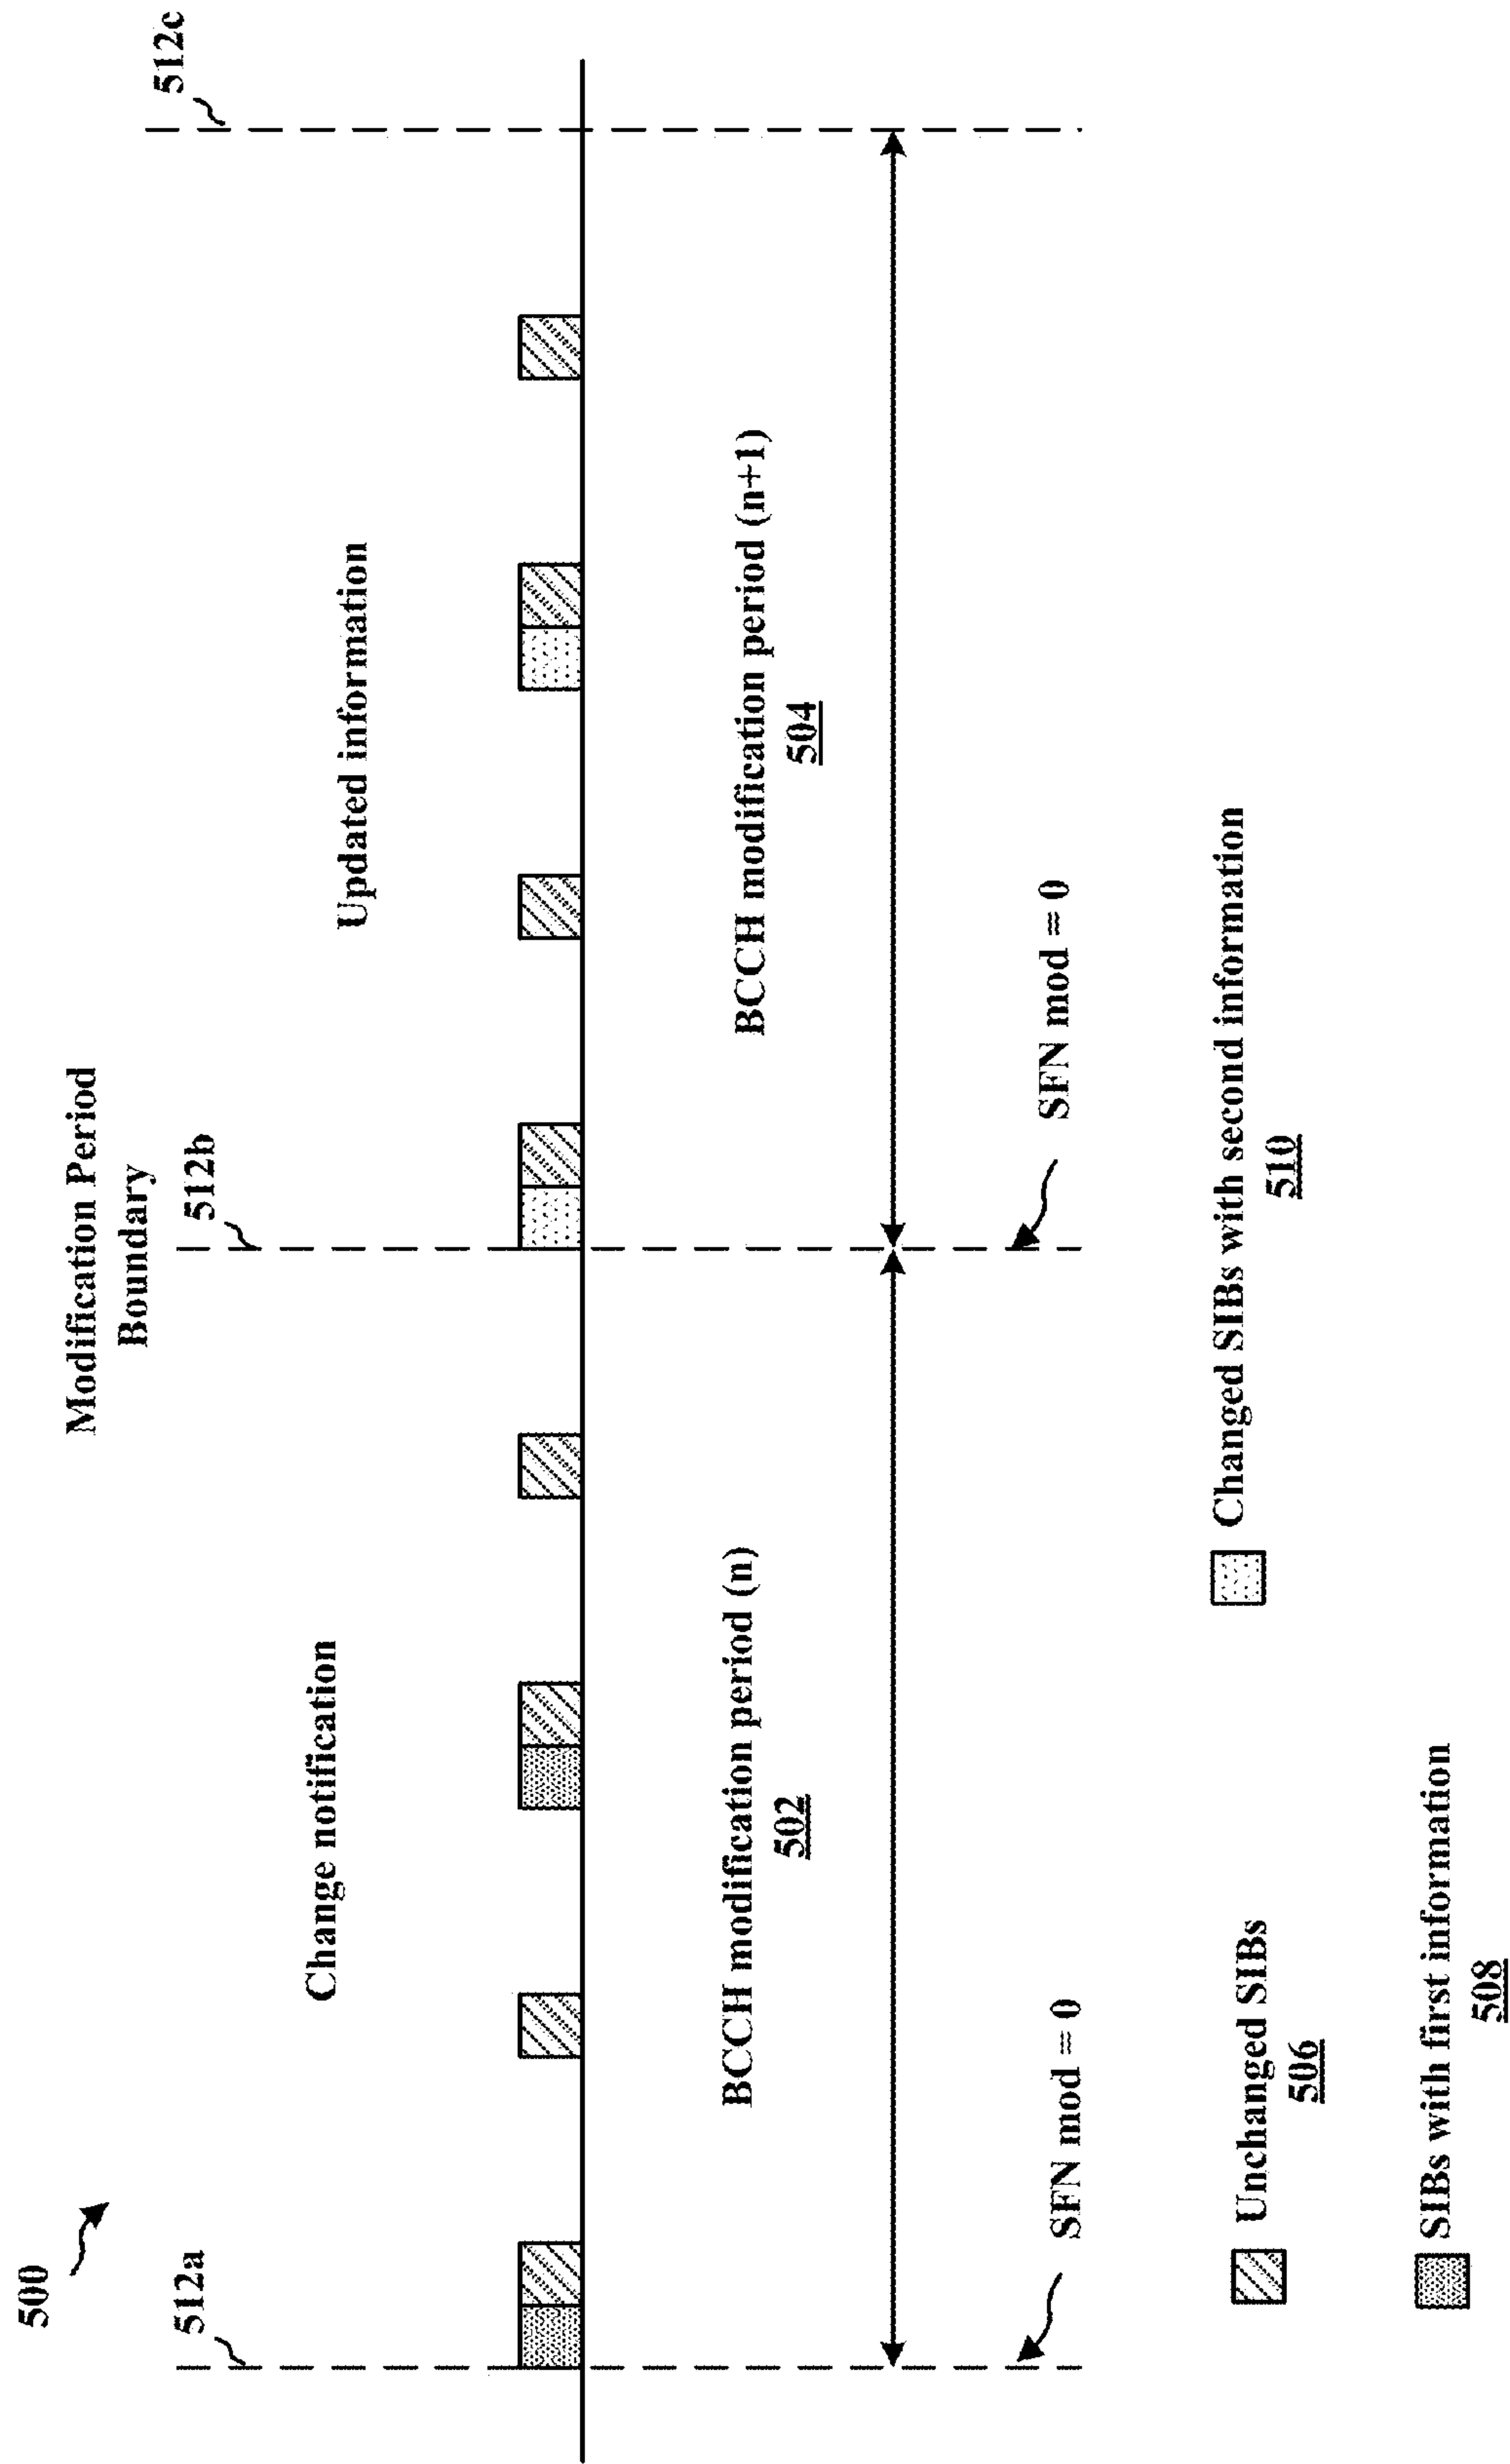 500
Modification Period
Boundary
512a
512b
512c
Change notification
Updated information
BCCH modification period (n)
502
BCCH modification period (n+1)
504
SFN mod = 0
SFN mod = 0
Unchanged SIBs
506
Changed SIBs with second information
510
SIBs with first information
508